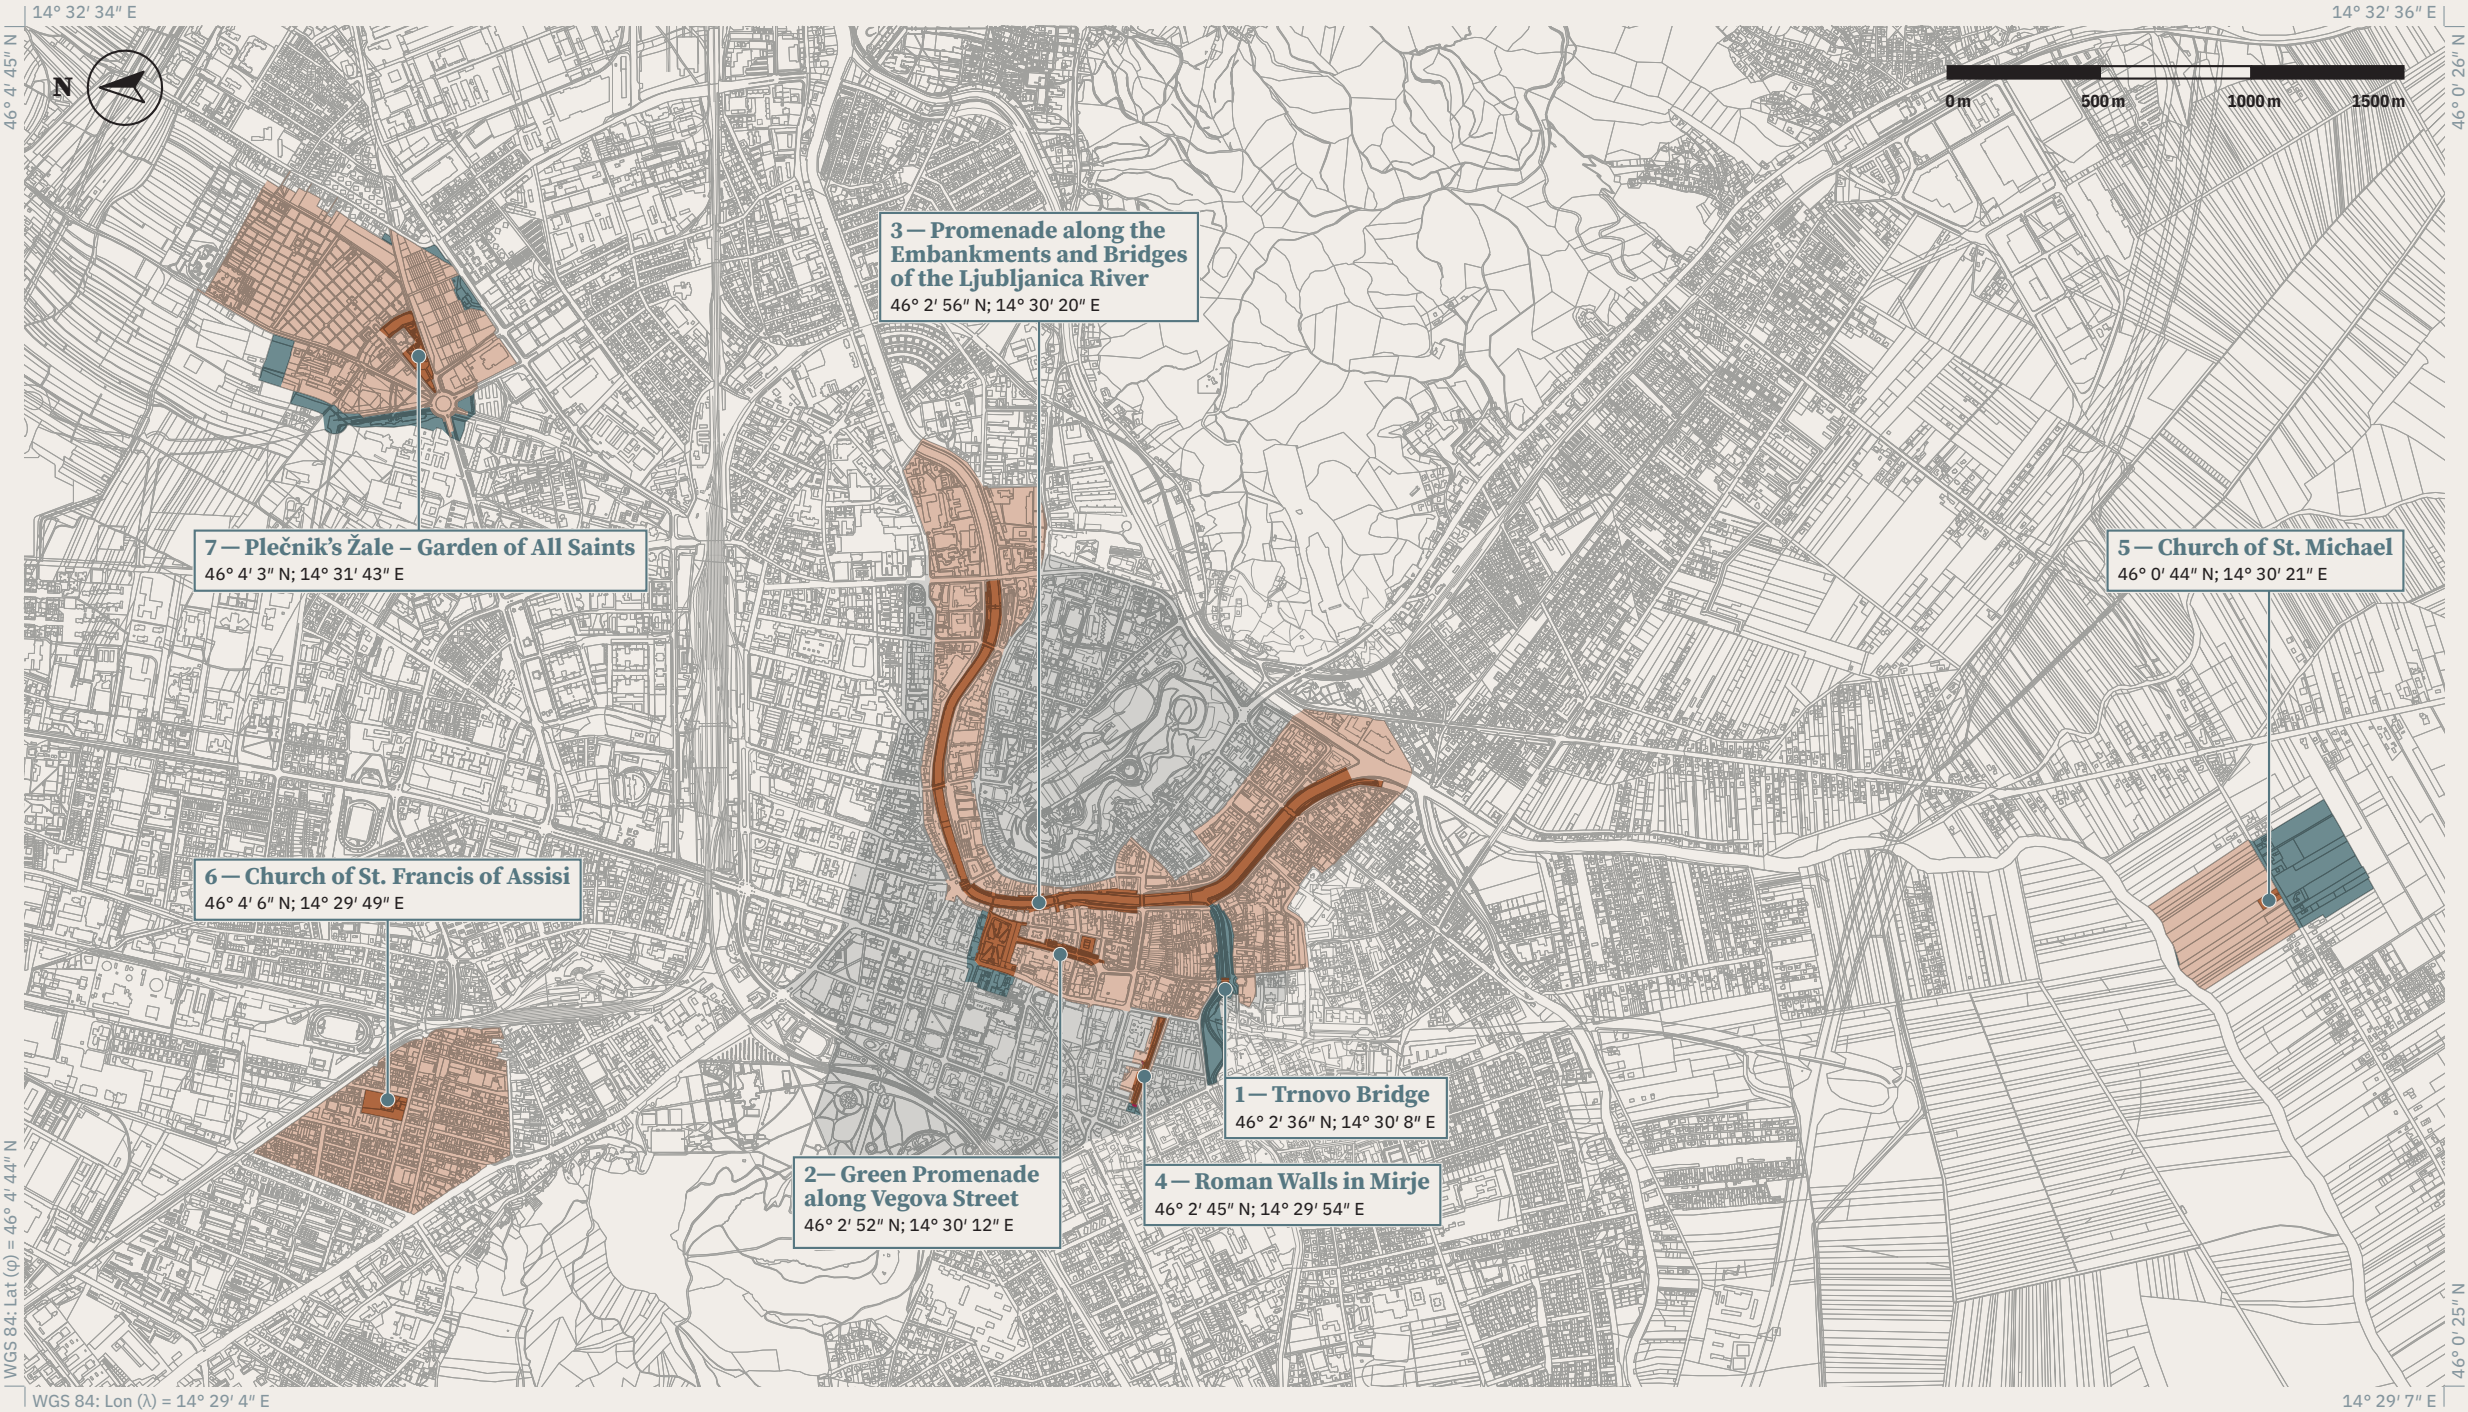 14° 32′ 34″ E
14° 32′ 36″ E
46° 4′ 45″ N
46° 0′ 26″ N
N
0 m
500 m
1000 m
1500 m
3 — Promenade along the
Embankments and Bridges
of the Ljubljanica River
46° 2′ 56″ N; 14° 30′ 20″ E
7 — Plečnik’s Žale – Garden of All Saints
46° 4′ 3″ N; 14° 31′ 43″ E
5 — Church of St. Michael
46° 0′ 44″ N; 14° 30′ 21″ E
6 — Church of St. Francis of Assisi
46° 4′ 6″ N; 14° 29′ 49″ E
1 — Trnovo Bridge
46° 2′ 36″ N; 14° 30′ 8″ E
2— Green Promenade
along Vegova Street
46° 2′ 52″ N; 14° 30′ 12″ E
4 — Roman Walls in Mirje
46° 2′ 45″ N; 14° 29′ 54″ E
WGS 84: Lat (φ) = 46° 4′ 44″ N
46° 0′ 25″ N
WGS 84: Lon (λ) = 14° 29′ 4″ E
14° 29′ 7″ E